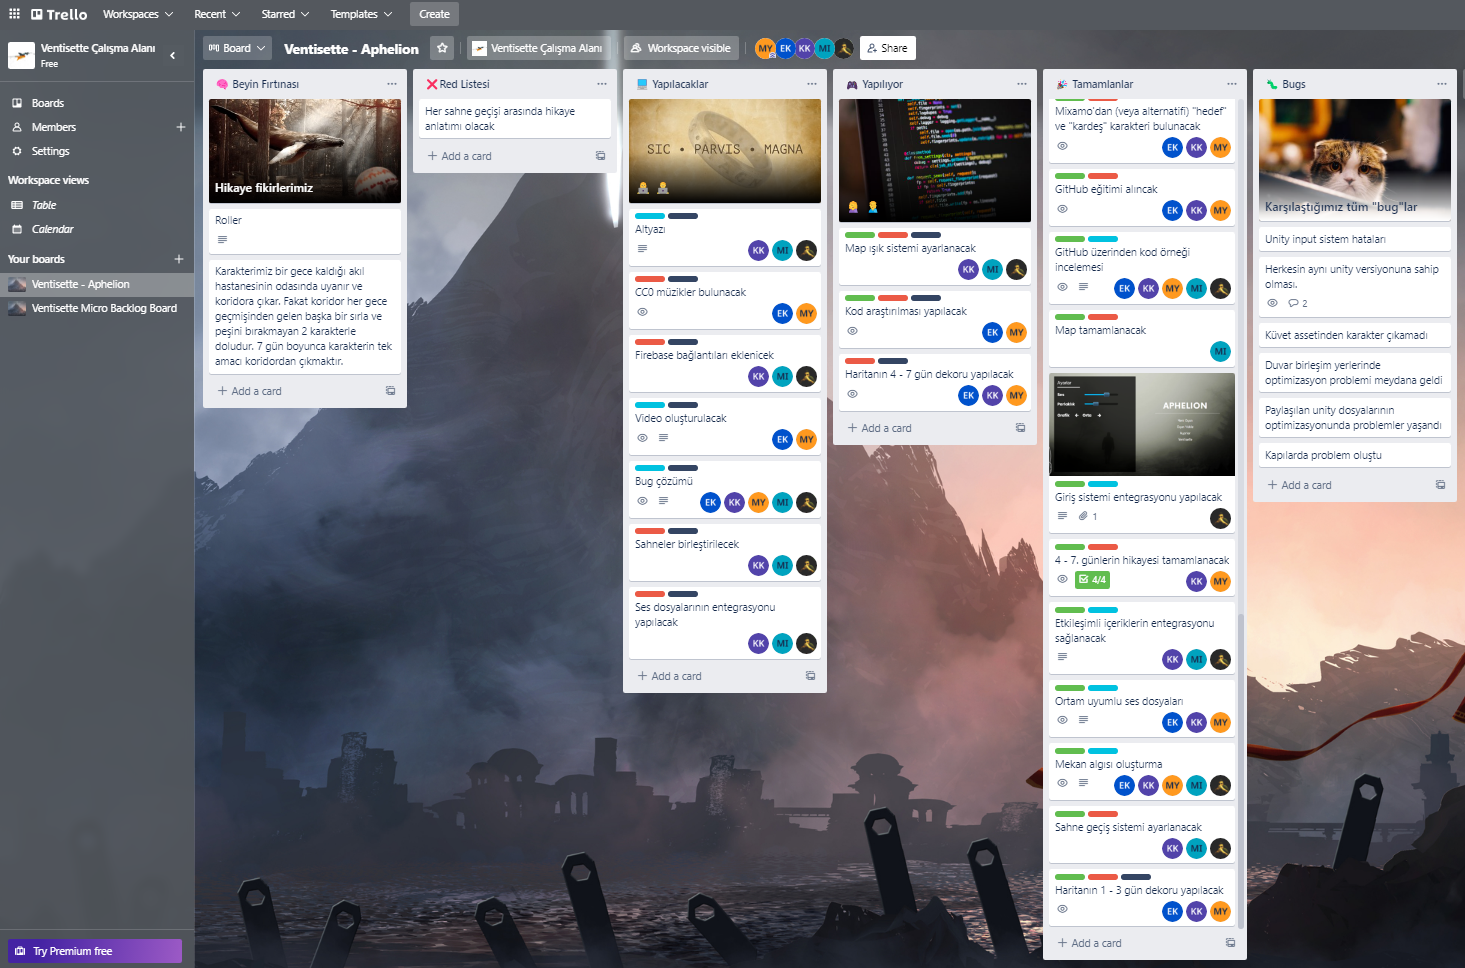 Trello
Workspaces
Recent
Starred
Templates
Create
Ventisette Çalışma Alanı
Free
Boards
Members
Settings
Workspace views
Table
Calendar
Your boards
Ventisette - Aphelion
Ventisette Micro Backlog Board
Try Premium free
Board
Ventisette - Aphelion
Ventisette Çalışma Alanı
Workspace visible
MY
EK
KK
MI
Share
Beyin Fırtınası
Hikaye fikirlerimiz
Roller
Karakterimiz bir gece kaldığı akıl
hastanesinin odasında uyanır ve
koridora çıkar. Fakat koridor her gece
geçmişinden gelen başka bir sırla ve
peşini bırakmayan 2 karakterle
doludur. 7 gün boyunca karakterin tek
amacı koridordan çıkmaktır.
Add a card
Red Listesi
Her sahne geçişi arasında hikaye
anlatımı olacak
Add a card
Yapılacaklar
SIC • PARVIS • MAGNA
Altyazı
KK MI
CC0 müzikler bulunacak
EK MY
Firebase bağlantıları eklenicek
KK MI
Video oluşturulacak
EK MY
Bug çözümü
EK KK MY MI
Sahneler birleştirilecek
KK MI
Ses dosyalarının entegrasyonu
yapılacak
KK MI
Add a card
Yapılıyor
Map ışık sistemi ayarlanacak
KK MI
Kod araştırılması yapılacak
EK MY
Haritanın 4 - 7 gün dekoru yapılacak
EK KK MY
Add a card
Tamamlanlar
Mixamo'dan (veya alternatifi) "hedef"
ve "kardeş" karakteri bulunacak
EK KK MY
GitHub eğitimi alıncak
EK KK MY
GitHub üzerinden kod örneği
incelemesi
EK KK MY MI
Map tamamlanacak
MI
Ses
APHELION
Giriş sistemi entegrasyonu yapılacak
1
4 - 7. günlerin hikayesi tamamlanacak
4/4
KK MY
Etkileşimli içeriklerin entegrasyonu
sağlanacak
KK MI
Ortam uyumlu ses dosyaları
EK KK MY
Mekan algısı oluşturma
EK KK MY MI
Sahne geçiş sistemi ayarlanacak
KK MI
Haritanın 1 - 3 gün dekoru yapılacak
EK KK MY
Add a card
Bugs
Karşılaştığımız tüm "bug"lar
Unity input sistem hataları
Herkesin aynı unity versiyonuna sahip
olması.
2
Küvet assetinden karakter çıkamadı
Duvar birleşim yerlerinde
optimizasyon problemi meydana geldi
Paylaşılan unity dosyalarının
optimizasyonunda problemler yaşandı
Kapılarda problem oluştu
Add a card